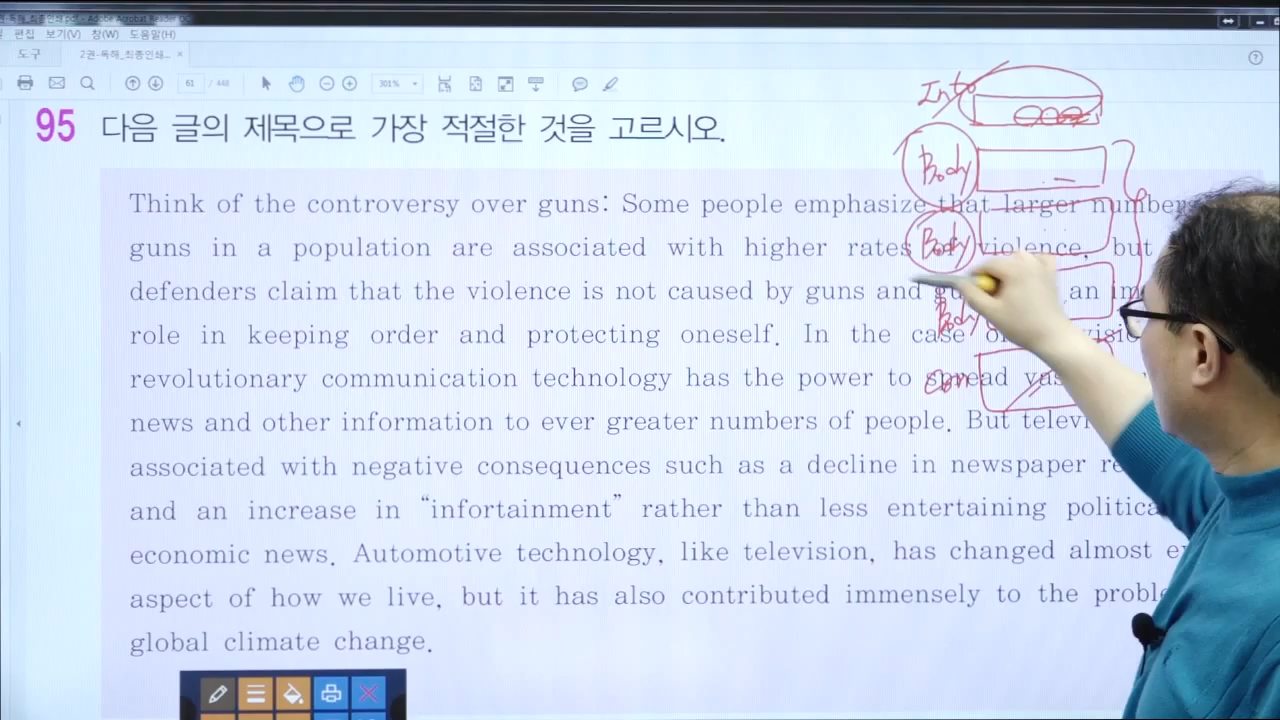 편집 보기(V) 창(W) 도움말(H)
도구 2권-독해_최종인쇄... ×
61 / 448 301%
95 다음 글의 제목으로 가장 적절한 것을 고르시오.
Into
Body
Body
Body
Con
Think of the controversy over guns: Some people emphasize that larger numbers
guns in a population are associated with higher rates violence, but
defenders claim that the violence is not caused by guns and an
role in keeping order and protecting oneself. In the case
revolutionary communication technology has the power to spread
news and other information to ever greater numbers of people. But
associated with negative consequences such as a decline in newspaper
and an increase in “infortainment” rather than less entertaining
economic news. Automotive technology, like television, has changed almost
aspect of how we live, but it has also contributed immensely to the
global climate change.